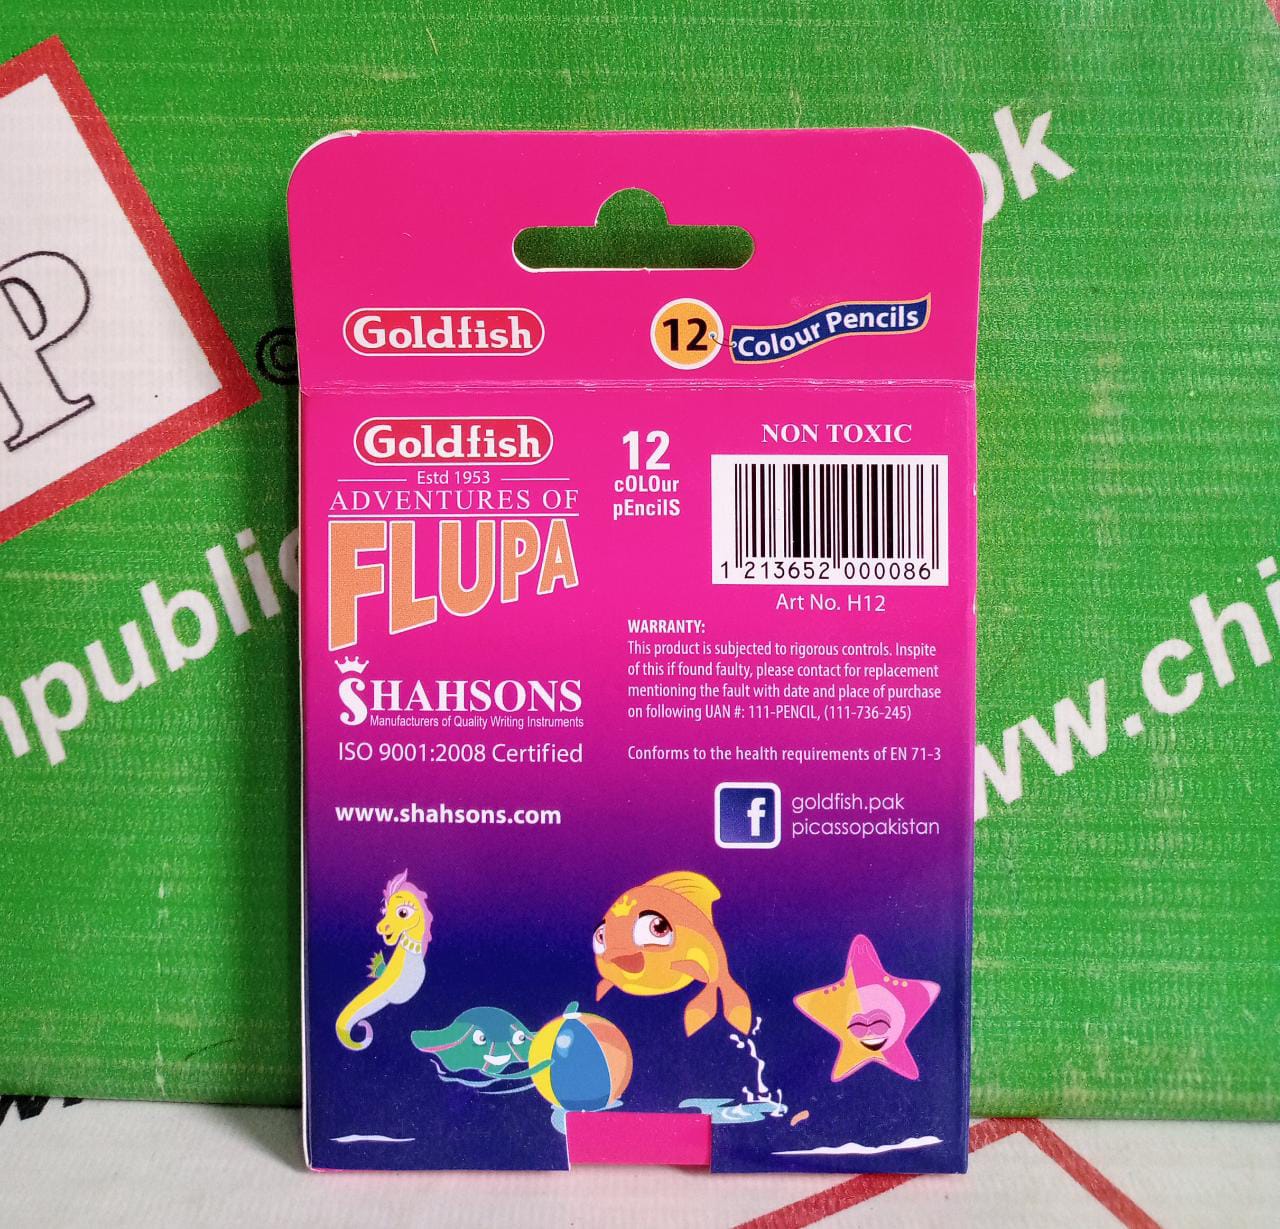 P
©
ok
npublic
www.chi
Goldfish
12 Colour Pencils
Goldfish
Estd 1953
ADVENTURES OF
FLUPA
SHAHSONS
Manufacturers of Quality Writing Instruments
ISO 9001:2008 Certified
www.shahsons.com
12
cOLOur
pEncilS
NON TOXIC
1 213652 000086
Art No. H12
WARRANTY:
This product is subjected to rigorous controls. Inspite
of this if found faulty, please contact for replacement
mentioning the fault with date and place of purchase
on following UAN #: 111-PENCIL, (111-736-245)
Conforms to the health requirements of EN 71-3
f
goldfish.pak
picassopakistan